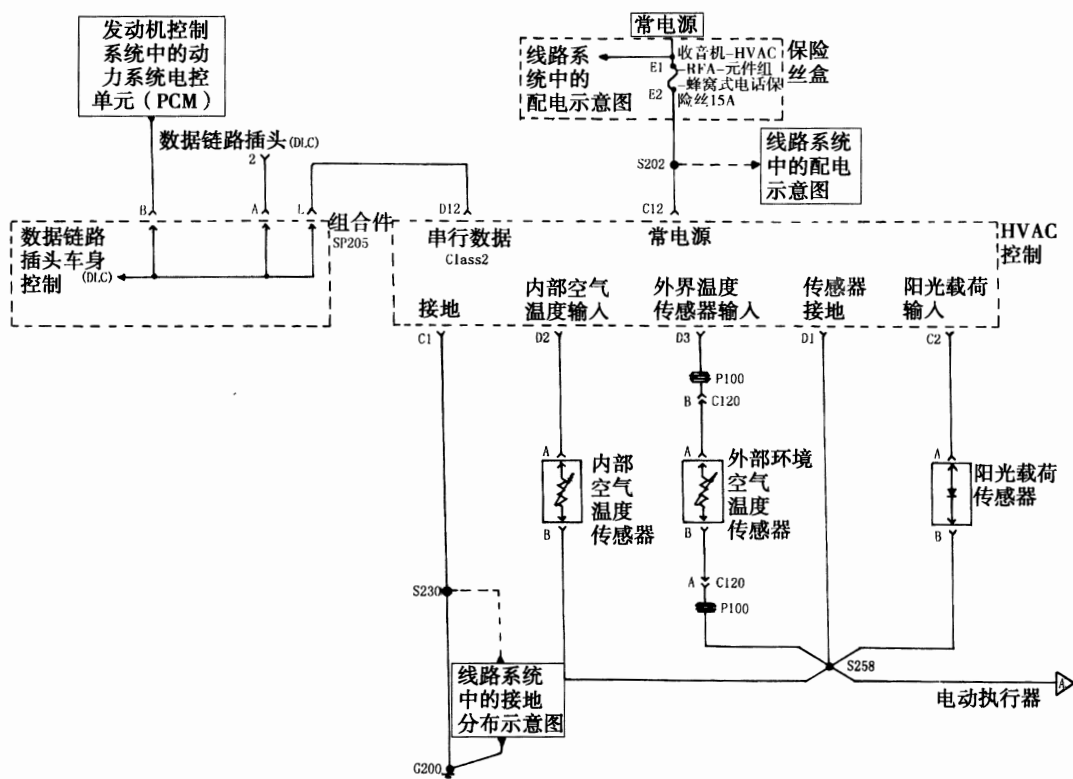 发动机控制
系统中的动
力系统电控
单元（PCM）
常电源
线路系
统中的
配电示意图
收音机-HVAC
E1
-RFA-元件组
-蜂窝式电话保
E2
险丝15A
保险
丝盒
数据链路插头(DLC)
2
S202
线路系统
中的配电
示意图
B
A
L
D12
C12
组合件
SP205
数据链路
插头车身
控制
(DLC)
串行数据
Class2
常电源
HVAC
控制
接地
内部空气
温度输入
外界温度
传感器输入
传感器
接地
阳光载荷
输入
C1
D2
D3
D1
C2
P100
B
C120
A
内部
空气
温度
传感器
B
A
外部环境
空气
温度
传感器
B
A
阳光载荷
传感器
B
A
C120
P100
S230
S258
线路系统
中的接地
分布示意图
A
电动执行器
G200